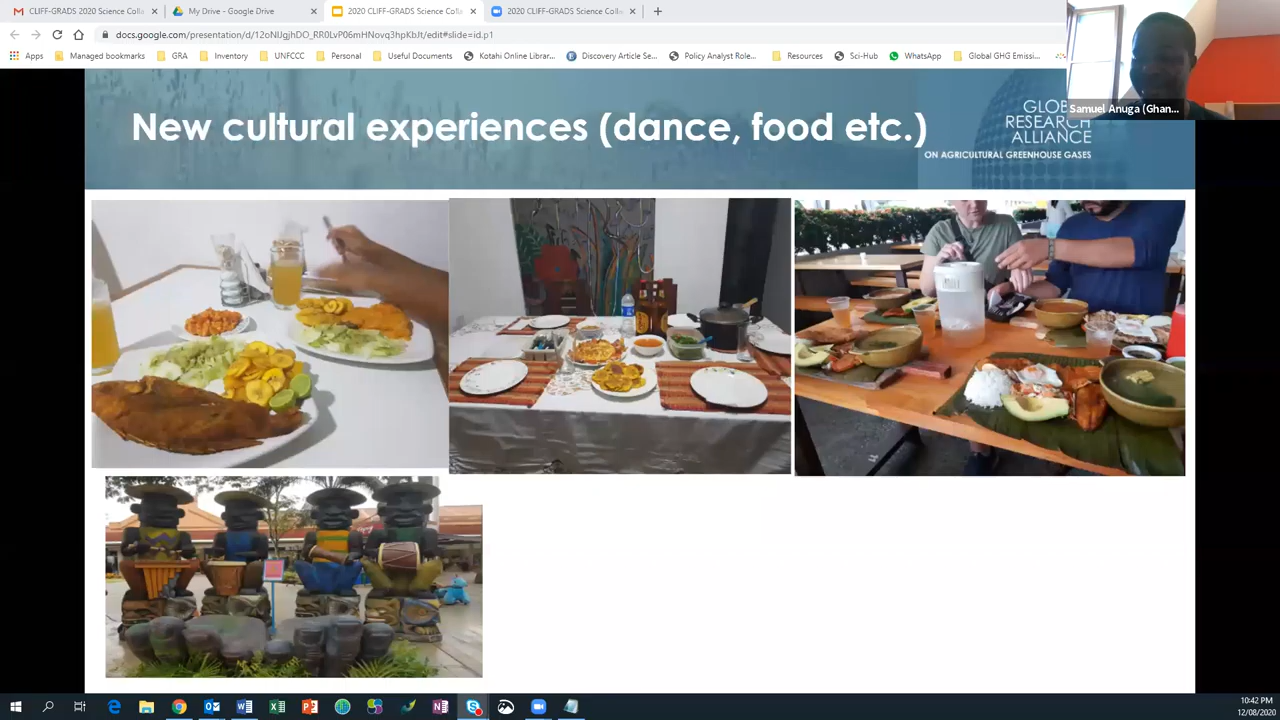 CLIFF-GRADS 2020 Science Colla
My Drive - Google Drive
2020 CLIFF-GRADS Science Colla
2020 CLIFF-GRADS Science Colla
docs.google.com/presentation/d/
/edit#slide=id.p1
Apps
Managed bookmarks
GRA
Inventory
UNFCCC
Personal
Useful Documents
Kotahi Online Librar...
Discovery Article Se...
Policy Analyst Role...
Resources
Sci-Hub
WhatsApp
Global GHG Emissi...
Samuel Anuga (Ghan...
New cultural experiences (dance, food etc.)
RESEARCH
ALLIANCE
ON AGRICULTURAL GREENHOUSE GASES
10:42 PM
12/08/2020